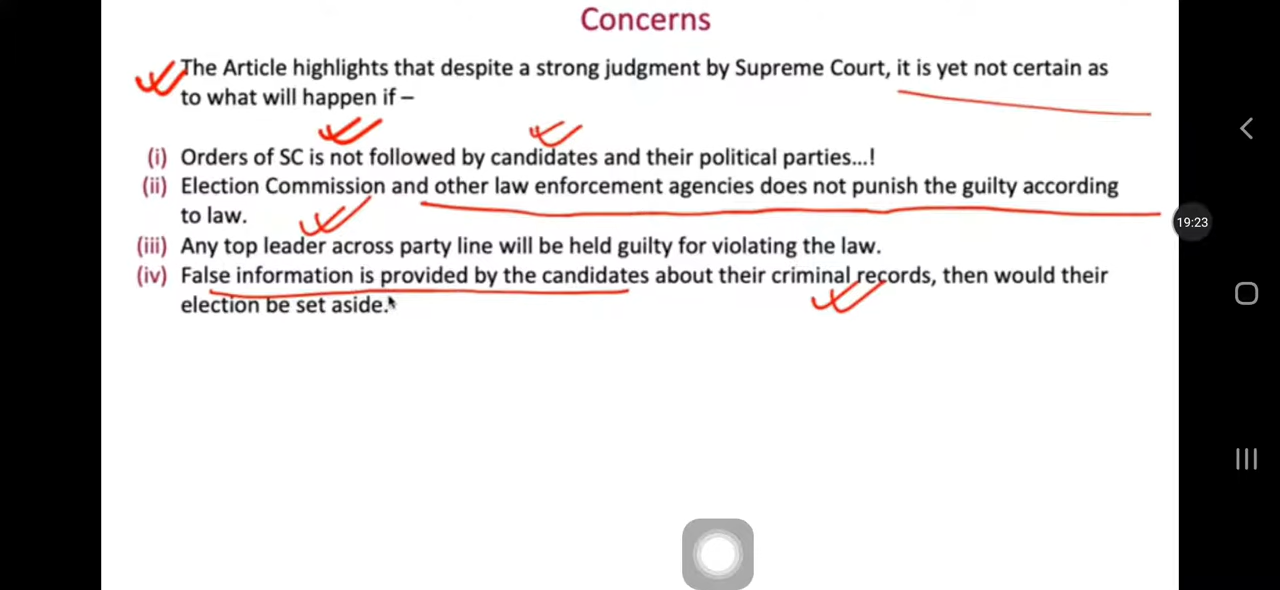 Concerns
The Article highlights that despite a strong judgment by Supreme Court, it is yet not certain as
to what will happen if –
(i) Orders of SC is not followed by candidates and their political parties...!
(ii) Election Commission and other law enforcement agencies does not punish the guilty according
to law.
19:23
(iii) Any top leader across party line will be held guilty for violating the law.
(iv) False information is provided by the candidates about their criminal records, then would their
election be set aside.